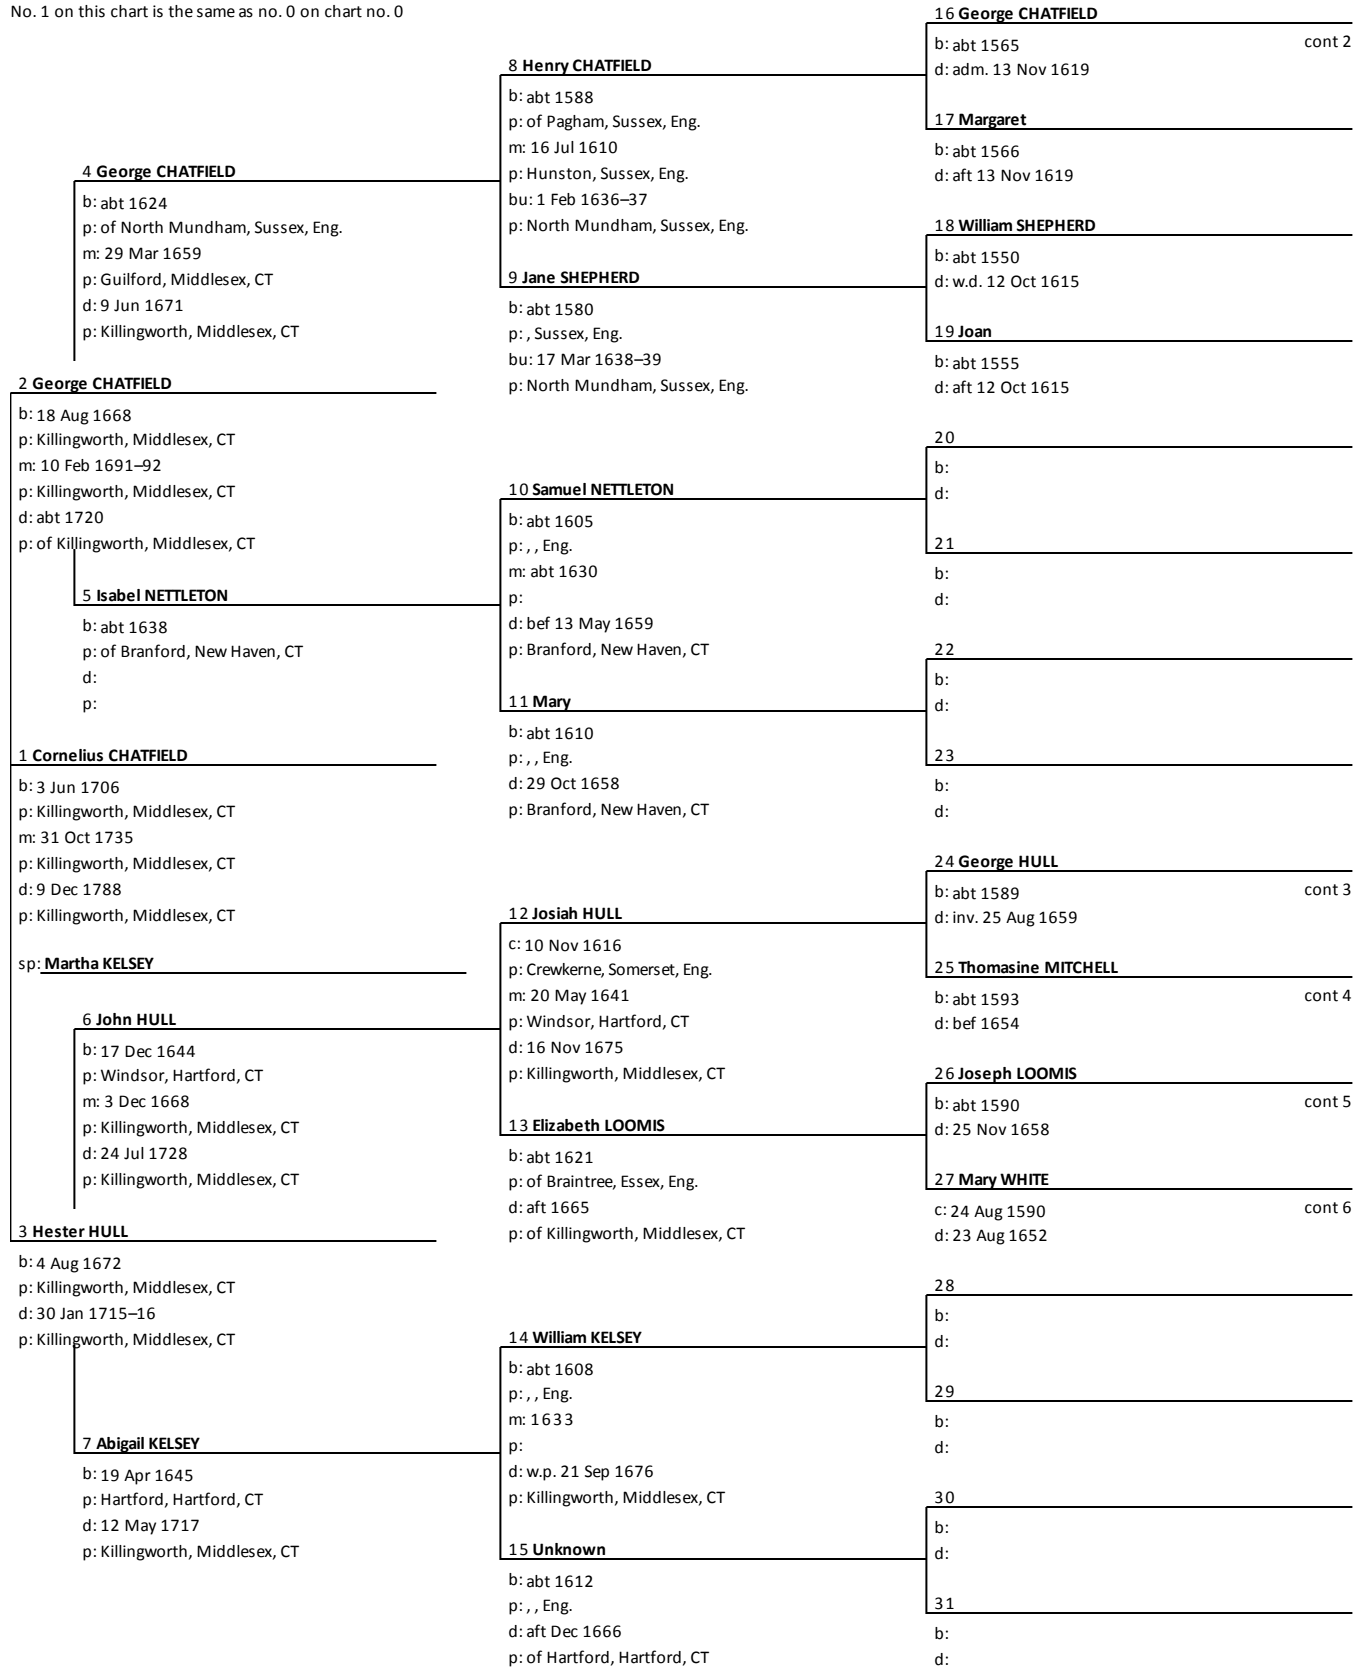 No. 1 on this chart is the same as no. 0 on chart no. 0
16 George CHATFIELD
b: abt 1565
cont 2
d: adm. 13 Nov 1619
8 Henry CHATFIELD
b: abt 1588
p: of Pagham, Sussex, Eng.
m: 16 Jul 1610
p: Hunston, Sussex, Eng.
bu: 1 Feb 1636–37
p: North Mundham, Sussex, Eng.
17 Margaret
b: abt 1566
d: aft 13 Nov 1619
4 George CHATFIELD
b: abt 1624
p: of North Mundham, Sussex, Eng.
m: 29 Mar 1659
p: Guilford, Middlesex, CT
d: 9 Jun 1671
p: Killingworth, Middlesex, CT
18 William SHEPHERD
b: abt 1550
d: w.d. 12 Oct 1615
9 Jane SHEPHERD
b: abt 1580
p: , Sussex, Eng.
bu: 17 Mar 1638–39
p: North Mundham, Sussex, Eng.
19 Joan
b: abt 1555
d: aft 12 Oct 1615
2 George CHATFIELD
b: 18 Aug 1668
p: Killingworth, Middlesex, CT
m: 10 Feb 1691–92
p: Killingworth, Middlesex, CT
d: abt 1720
p: of Killingworth, Middlesex, CT
20
b:
d:
10 Samuel NETTLETON
b: abt 1605
p: , , Eng.
m: abt 1630
p:
d: bef 13 May 1659
p: Branford, New Haven, CT
21
b:
d:
5 Isabel NETTLETON
b: abt 1638
p: of Branford, New Haven, CT
d:
p:
22
b:
d:
11 Mary
b: abt 1610
p: , , Eng.
d: 29 Oct 1658
p: Branford, New Haven, CT
23
b:
d:
1 Cornelius CHATFIELD
b: 3 Jun 1706
p: Killingworth, Middlesex, CT
m: 31 Oct 1735
p: Killingworth, Middlesex, CT
d: 9 Dec 1788
p: Killingworth, Middlesex, CT
sp: Martha KELSEY
24 George HULL
b: abt 1589
cont 3
d: inv. 25 Aug 1659
12 Josiah HULL
c: 10 Nov 1616
p: Crewkerne, Somerset, Eng.
m: 20 May 1641
p: Windsor, Hartford, CT
d: 16 Nov 1675
p: Killingworth, Middlesex, CT
25 Thomasine MITCHELL
b: abt 1593
cont 4
d: bef 1654
6 John HULL
b: 17 Dec 1644
p: Windsor, Hartford, CT
m: 3 Dec 1668
p: Killingworth, Middlesex, CT
d: 24 Jul 1728
p: Killingworth, Middlesex, CT
26 Joseph LOOMIS
b: abt 1590
cont 5
d: 25 Nov 1658
13 Elizabeth LOOMIS
b: abt 1621
p: of Braintree, Essex, Eng.
d: aft 1665
p: of Killingworth, Middlesex, CT
27 Mary WHITE
c: 24 Aug 1590
cont 6
d: 23 Aug 1652
3 Hester HULL
b: 4 Aug 1672
p: Killingworth, Middlesex, CT
d: 30 Jan 1715–16
p: Killingworth, Middlesex, CT
28
b:
d:
14 William KELSEY
b: abt 1608
p: , , Eng.
m: 1633
p:
d: w.p. 21 Sep 1676
p: Killingworth, Middlesex, CT
29
b:
d:
7 Abigail KELSEY
b: 19 Apr 1645
p: Hartford, Hartford, CT
d: 12 May 1717
p: Killingworth, Middlesex, CT
30
b:
d:
15 Unknown
b: abt 1612
p: , , Eng.
d: aft Dec 1666
p: of Hartford, Hartford, CT
31
b:
d: